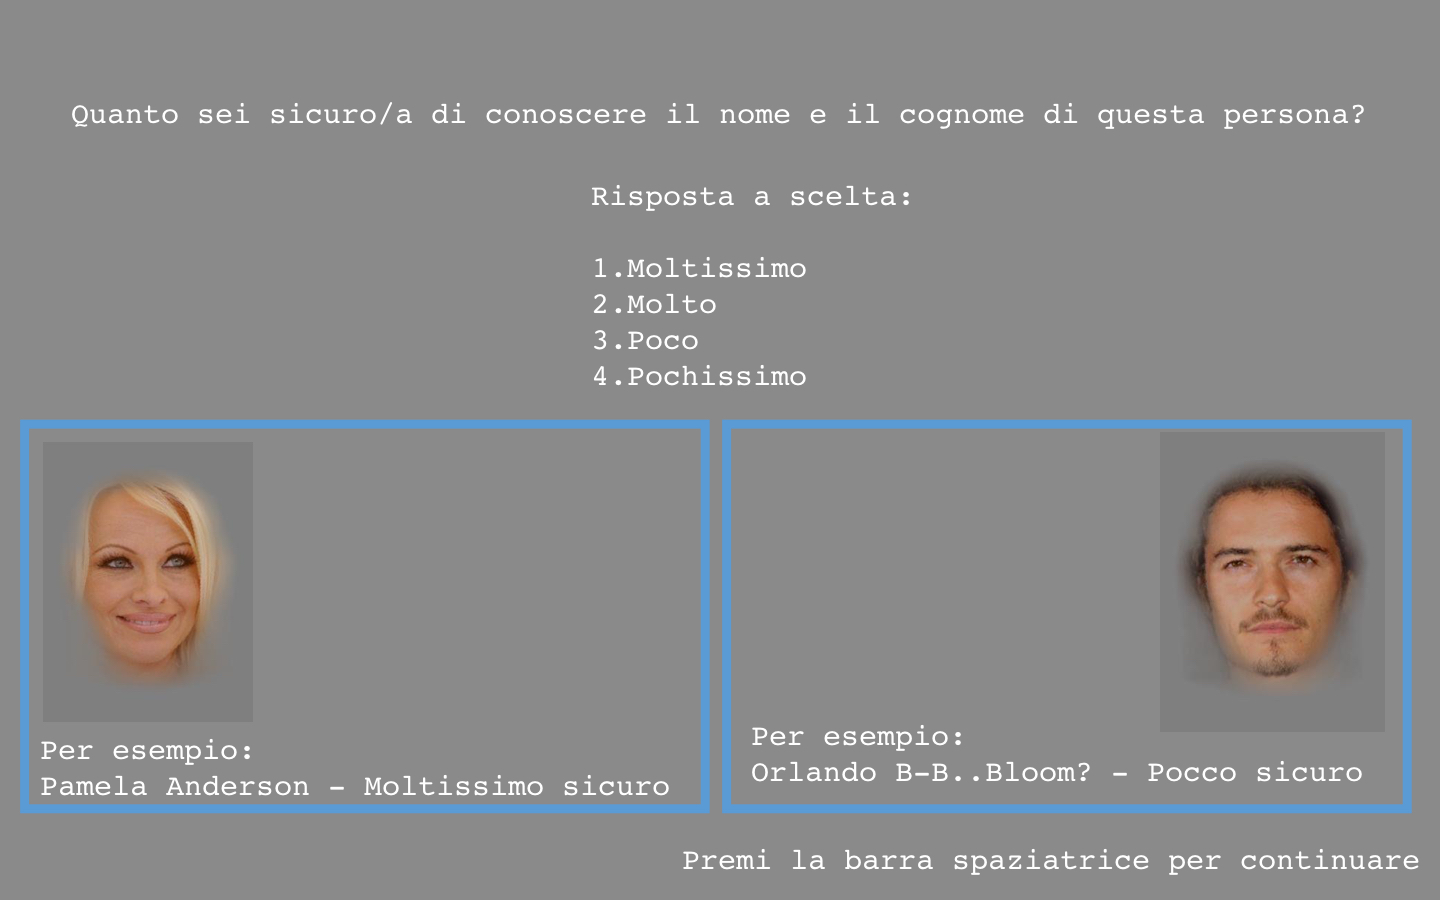 Quanto sei sicuro/a di conoscere il nome e il cognome di questa persona?
Risposta a scelta:
1.Moltissimo
2.Molto
3.Poco
4.Pochissimo
Per esempio:
Pamela Anderson - Moltissimo sicuro
Per esempio:
Orlando B-B..Bloom? - Pocco sicuro
Premi la barra spaziatrice per continuare